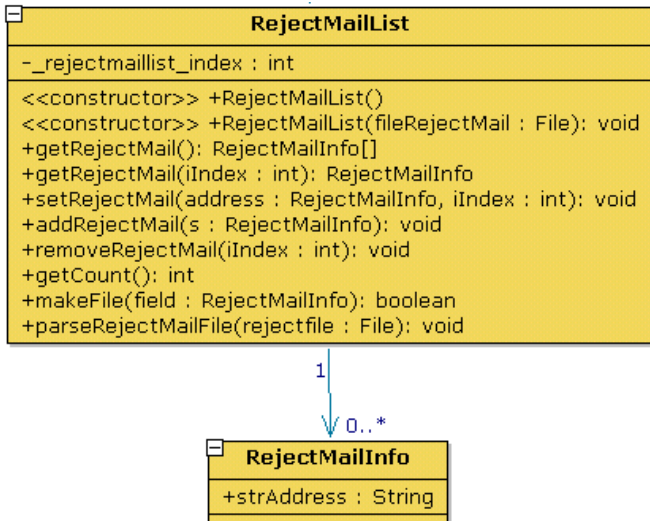 RejectMailList
-_rejectmaillist_index : int
<<constructor>> +RejectMailList()
<<constructor>> +RejectMailList(fileRejectMail : File): void
+getRejectMail(): RejectMailInfo[]
+getRejectMail(iIndex : int): RejectMailInfo
+setRejectMail(address : RejectMailInfo, iIndex : int): void
+addRejectMail(s : RejectMailInfo): void
+removeRejectMail(iIndex : int): void
+getCount(): int
+makeFile(field : RejectMailInfo): boolean
+parseRejectMailFile(rejectfile : File): void
1
0..*
RejectMailInfo
+strAddress : String